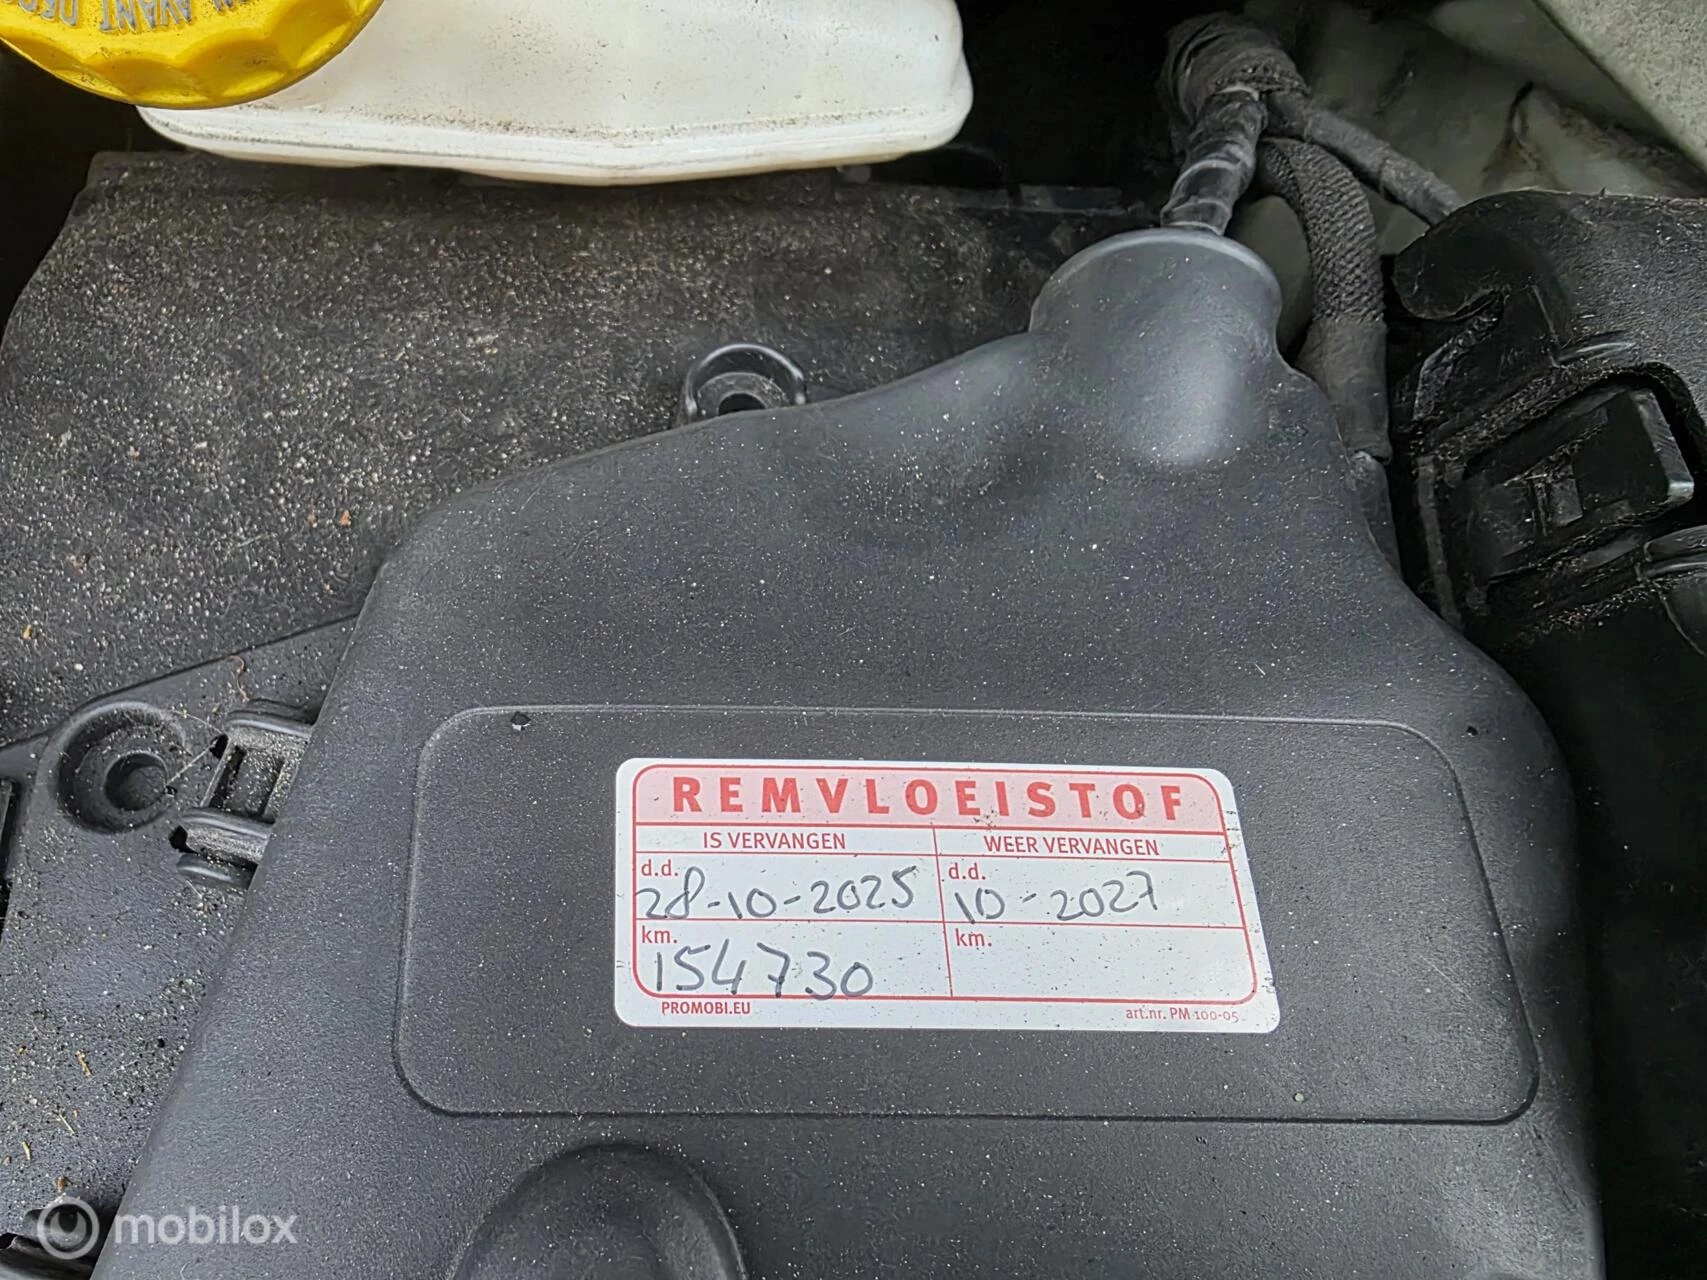 AVANT
REMVLOEISTOF
IS VERVANGEN
WEER VERVANGEN
d.d. 28-10-2025
d.d. 10-2027
km. 154730
km.
PROMOBI.EU
art.nr. PM 100-05
mobilox